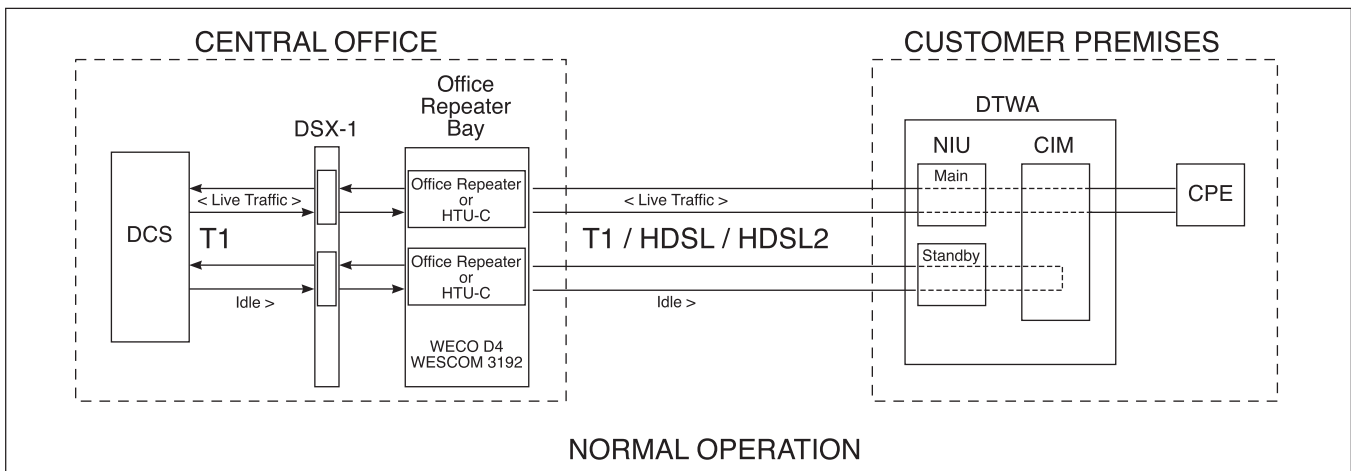 CENTRAL OFFICE
CUSTOMER PREMISES
Office
Repeater
Bay
DSX-1
DTWA
NIU
CIM
Main
Office Repeater
or
HTU-C
< Live Traffic >
< Live Traffic >
CPE
DCS
T1
T1 / HDSL / HDSL2
Standby
Office Repeater
or
HTU-C
Idle >
Idle >
WECO D4
WESCOM 3192
NORMAL OPERATION